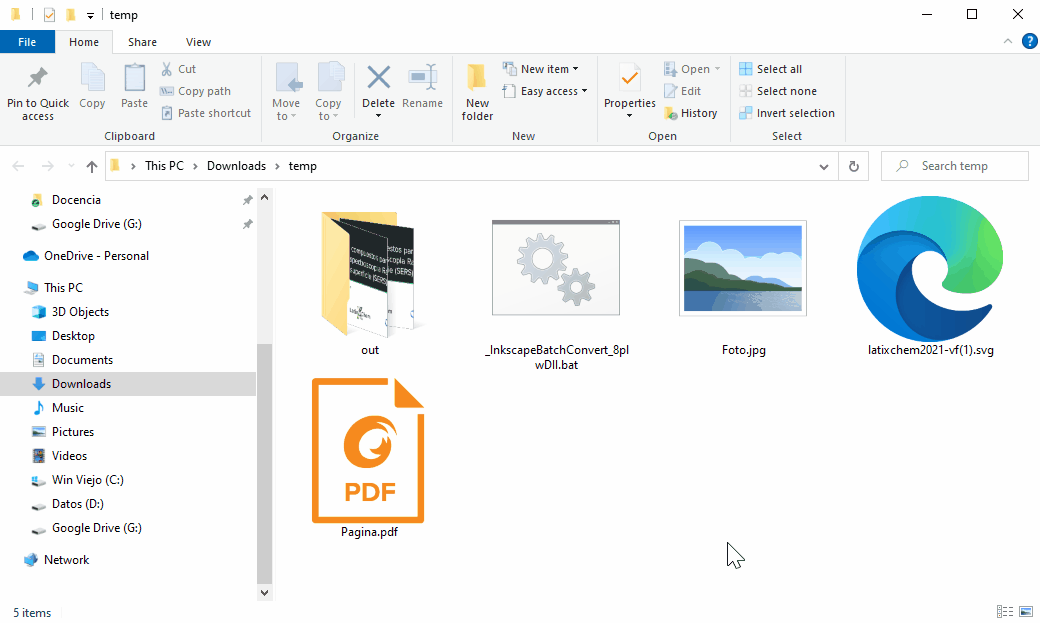 temp
File Home Share View
Pin to Quick access
Copy
Paste
Cut
Copy path
Paste shortcut
Clipboard
Move to
Copy to
Delete
Rename
Organize
New folder
New item
Easy access
New
Properties
Open
Edit
History
Open
Select all
Select none
Invert selection
Select
This PC > Downloads > temp
Search temp
Docencia
Google Drive (G:)
OneDrive - Personal
This PC
3D Objects
Desktop
Documents
Downloads
Music
Pictures
Videos
Win Viejo (C:)
Datos (D:)
Google Drive (G:)
Network
out
_InkscapeBatchConvert_8pl
wDll.bat
Foto.jpg
latixchem2021-vf(1).svg
PDF
Pagina.pdf
5 items